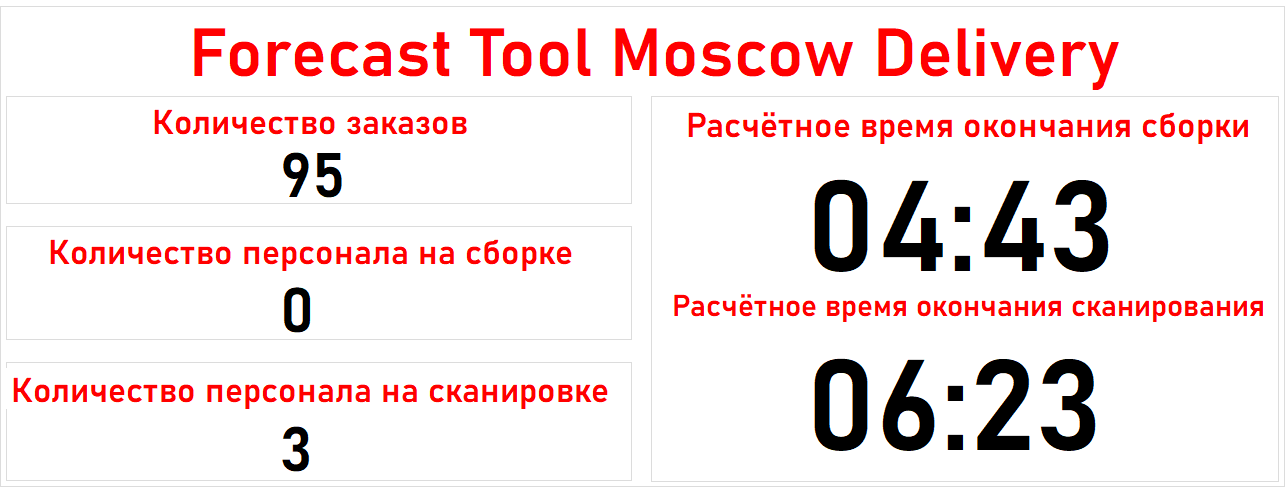 Forecast Tool Moscow Delivery
Количество заказов
95
Количество персонала на сборке
0
Количество персонала на сканировке
3
Расчётное время окончания сборки
04:43
Расчётное время окончания сканирования
06:23